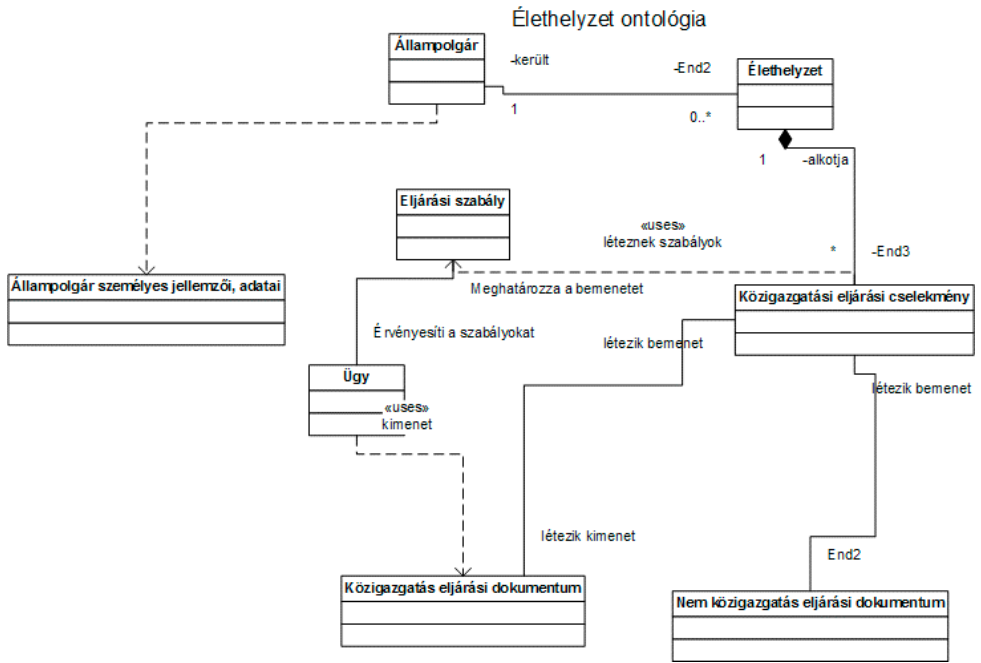 Élethelyzet ontológia
Állampolgár
-került
-End2
Élethelyzet
1
0..*
1
-alkotja
Eljárási szabály
«uses»
léteznek szabályok
*
-End3
Állampolgár személyes jellemzői, adatai
Meghatározza a bemenetet
Közigazgatási eljárási cselekmény
Érvényesíti a szabályokat
létezik bemenet
Ügy
létezik bemenet
«uses»
kimenet
létezik kimenet
End2
Közigazgatás eljárási dokumentum
Nem közigazgatás eljárási dokumentum